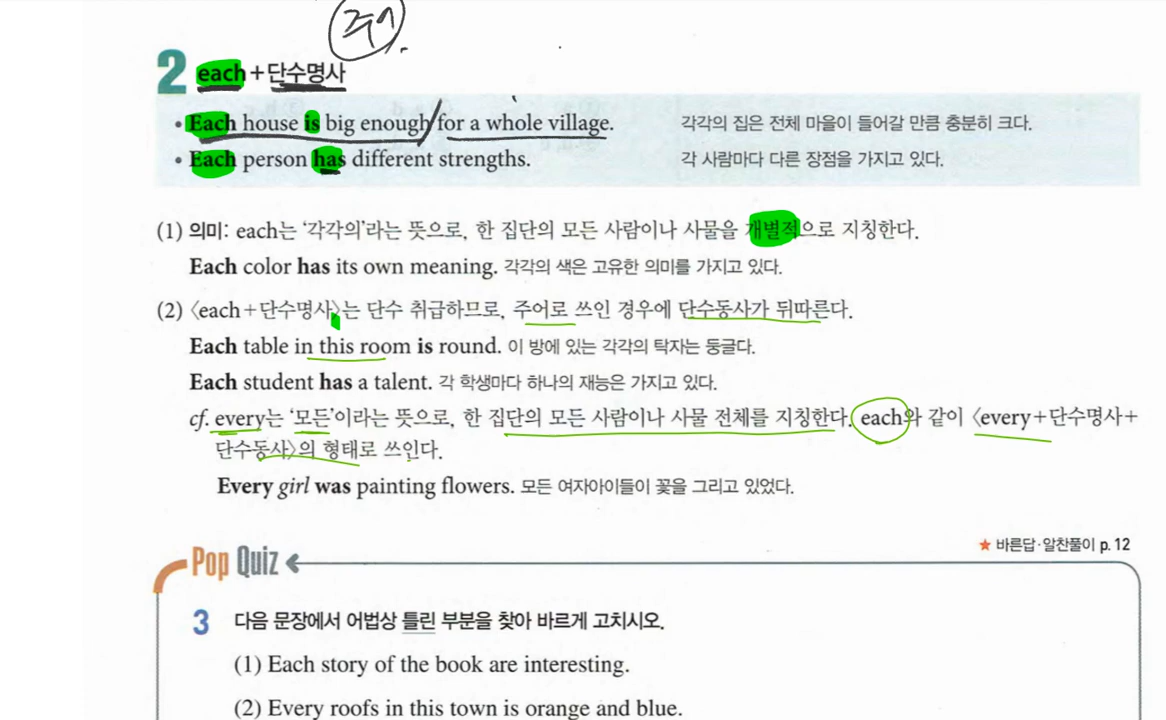 주어.
2 each+단수명사
• Each house is big enough for a whole village. 각각의 집은 전체 마을이 들어갈 만큼 충분히 크다.
• Each person has different strengths. 각 사람마다 다른 장점을 가지고 있다.
(1) 의미: each는 ‘각각의’라는 뜻으로, 한 집단의 모든 사람이나 사물을 개별적으로 지칭한다.
Each color has its own meaning. 각각의 색은 고유한 의미를 가지고 있다.
(2) 〈each+단수명사〉는 단수 취급하므로, 주어로 쓰인 경우에 단수동사가 뒤따른다.
Each table in this room is round. 이 방에 있는 각각의 탁자는 둥글다.
Each student has a talent. 각 학생마다 하나의 재능은 가지고 있다.
cf. every는 ‘모든’이라는 뜻으로, 한 집단의 모든 사람이나 사물 전체를 지칭한다. each와 같이 〈every+단수명사+
단수동사〉의 형태로 쓰인다.
Every girl was painting flowers. 모든 여자아이들이 꽃을 그리고 있었다.
★ 바른답·알찬풀이 p. 12
Pop Quiz
3 다음 문장에서 어법상 틀린 부분을 찾아 바르게 고치시오.
(1) Each story of the book are interesting.
(2) Every roofs in this town is orange and blue.